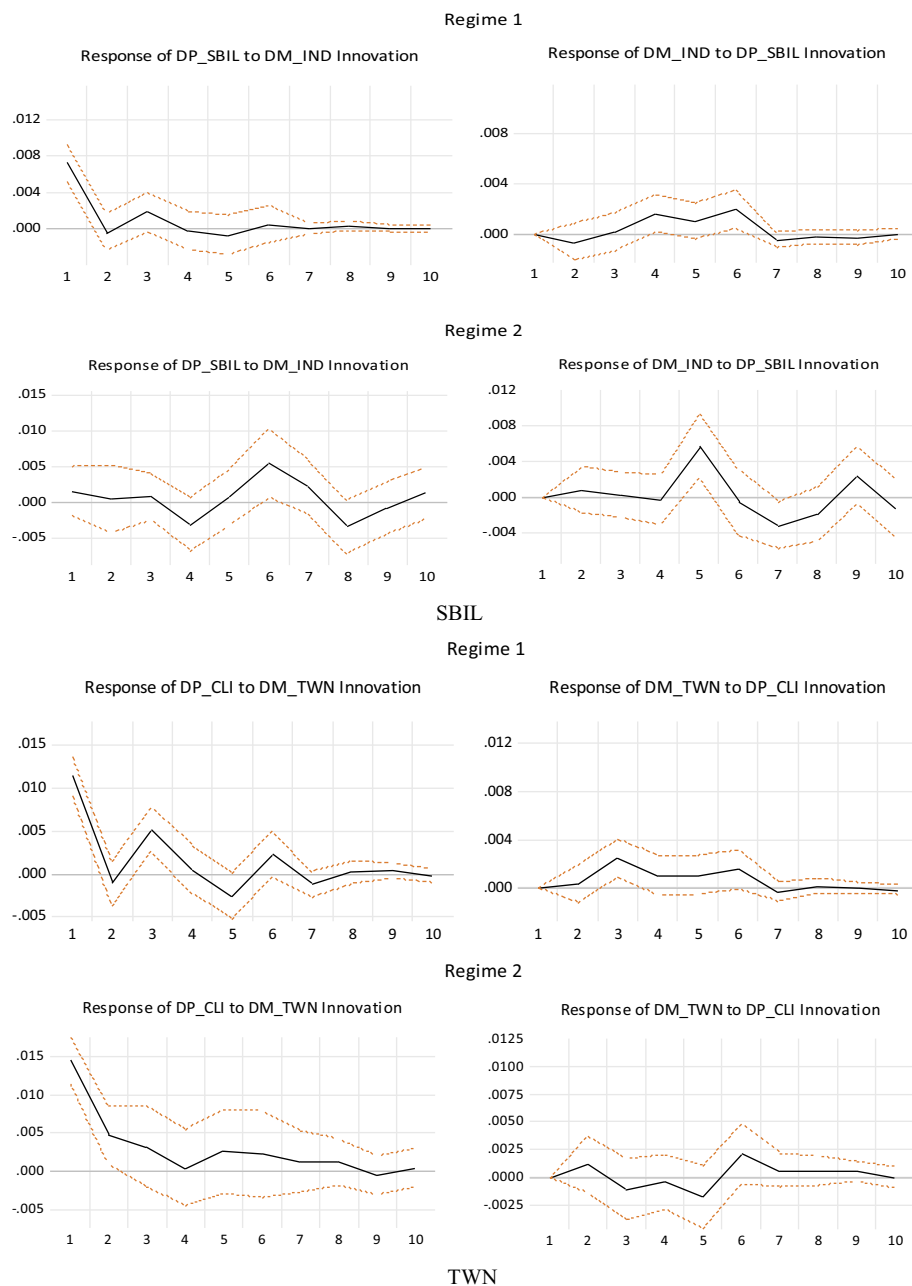 Regime 1
Response of DP_SBIL to DM_IND Innovation
.012
.008
.004
.000
1 2 3 4 5 6 7 8 9 10
Response of DM_IND to DP_SBIL Innovation
.008
.004
.000
1 2 3 4 5 6 7 8 9 10
Regime 2
Response of DP_SBIL to DM_IND Innovation
.015
.010
.005
.000
-.005
1 2 3 4 5 6 7 8 9 10
Response of DM_IND to DP_SBIL Innovation
.012
.008
.004
.000
-.004
1 2 3 4 5 6 7 8 9 10
SBIL
Regime 1
Response of DP_CLI to DM_TWN Innovation
.015
.010
.005
.000
-.005
1 2 3 4 5 6 7 8 9 10
Response of DM_TWN to DP_CLI Innovation
.012
.008
.004
.000
1 2 3 4 5 6 7 8 9 10
Regime 2
Response of DP_CLI to DM_TWN Innovation
.015
.010
.005
.000
-.005
1 2 3 4 5 6 7 8 9 10
Response of DM_TWN to DP_CLI Innovation
.0125
.0100
.0075
.0050
.0025
.0000
-.0025
1 2 3 4 5 6 7 8 9 10
TWN